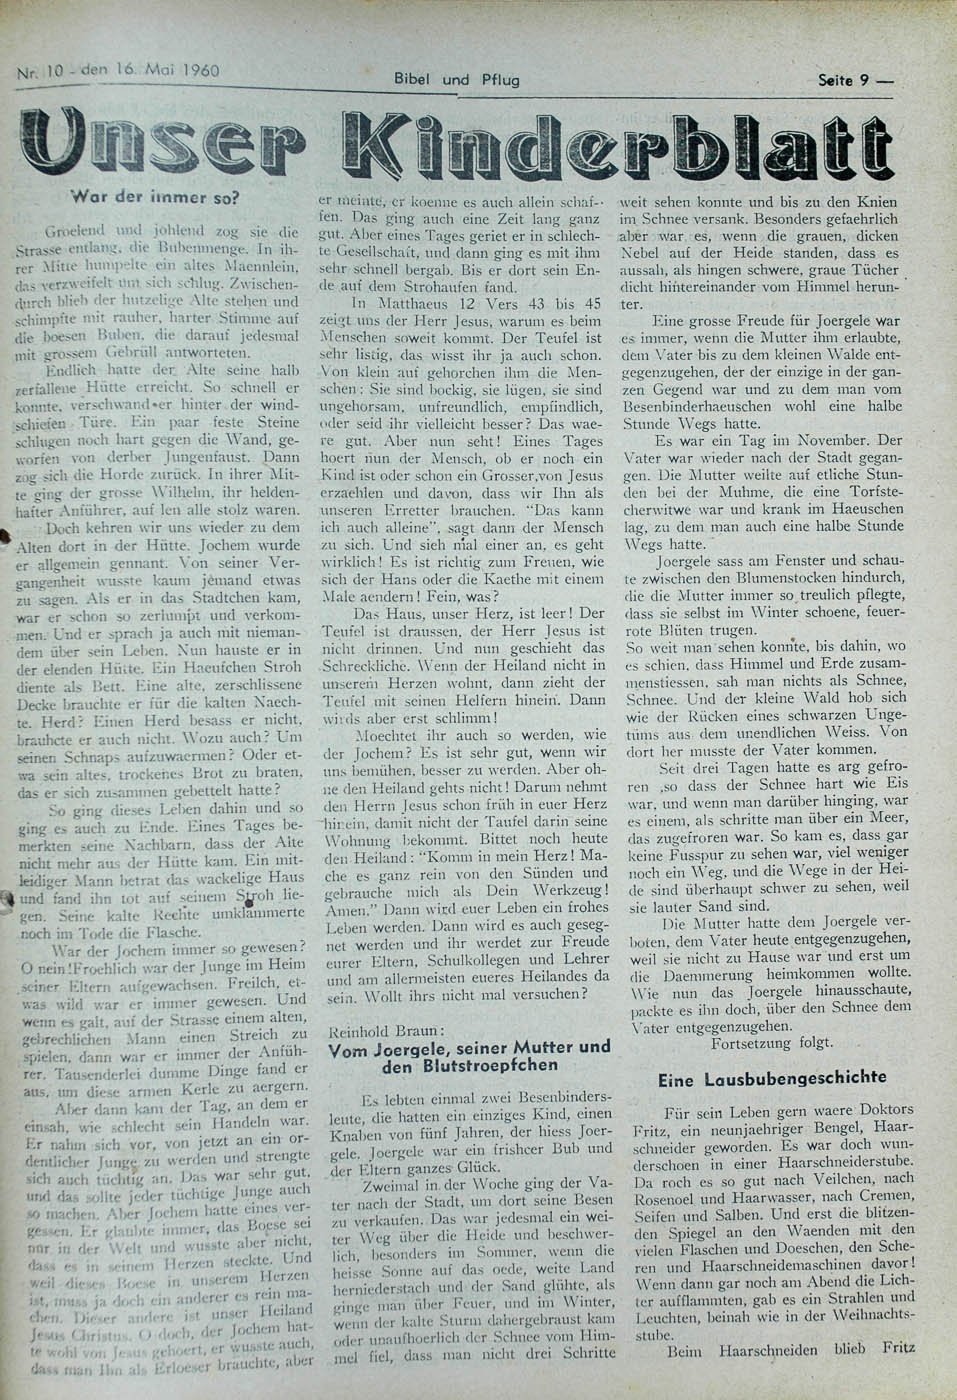 Nr. 10 - den 16. Mai 1960
Bibel und Pflug
Seite 9 —
Unser Kinderblatt
War der immer so?
Groelend und johlend zog sie die
Strasse entlang, die Bubenmenge. In ih-
rer Mitte humpelte ein altes Maennlein,
das verzweifelt um sich schlug. Zwischen-
durch blieb der hutzelige Alte stehen und
schimpfte mit rauher, harter Stimme auf
die boesen Buben, die darauf jedesmal
mit grossem Gebrüll antworteten.
Endlich hatte der Alte seine halb
zerfallene Hütte erreicht. So schnell er
konnte, verschwand er hinter der wind-
schiefen Türe. Ein paar feste Steine
schlugen noch hart gegen die Wand, ge-
worfen von derber Jungenfaust. Dann
zog sich die Horde zurück. In ihrer Mit-
te ging der grosse Wilhelm, ihr helden-
hafter Anführer, auf len alle stolz waren.
Doch kehren wir uns wieder zu dem
Alten dort in der Hütte. Jochem wurde
er allgemein gennant. Von seiner Ver-
gangenheit wusste kaum jemand etwas
zu sagen. Als er in das Stadtchen kam,
war er schon so zerlumpt und verkom-
men. Und er sprach ja auch mit nieman-
dem über sein Leben. Nun hauste er in
der elenden Hütte. Ein Haeufchen Stroh
diente als Bett. Eine alte, zerschlissene
Decke brauchte er für die kalten Naech-
te. Herd? Einen Herd besass er nicht,
brauhcte er auch nicht. Wozu auch? Um
seinen Schnaps aufzuwaermen? Oder et-
wa sein altes, trockenes Brot zu braten,
das er sich zusammen gebettelt hatte?
So ging dieses Leben dahin und so
ging es auch zu Ende. Eines Tages be-
merkten seine Nachbarn, dass der Alte
nicht mehr aus der Hütte kam. Ein mit-
leidiger Mann betrat das wackelige Haus
und fand ihn tot auf seinem Stroh lie-
gen. Seine kalte Rechte umklammerte
noch im Tode die Flasche.
War der Jochem immer so gewesen?
O nein! Froehlich war der Junge im Heim
seiner Eltern aufgewachsen. Freilch, et-
was wild war er immer gewesen. Und
wenn es galt, auf der Strasse einem alten,
gebrechlichen Mann einen Streich zu
spielen, dann war er immer der Anfüh-
rer. Tausenderlei dumme Dinge fand er
aus, um diese armen Kerle zu aergern.
Aber dann kam der Tag, an dem er
einsah, wie schlecht sein Handeln war.
Er nahm sich vor, von jetzt an ein or-
dentlicher Junge zu werden und strengte
sich auch tüchtig an. Das war sehr gut,
und das sollte jeder tüchtige Junge auch
so machen. Aber Jochem hatte eines ver-
gessen. Er glaubte immer, das Boese sei
nur in der Welt und wusste aber nicht,
dass es in seinem Herzen steckte. Und
weil dieses Boese in unserem Herzen
ist, muss ja doch ein anderer es rein ma-
chen. Dieser andere ist unser Heiland
Jesus Christus. O doch, der Jochem hat-
te wohl von Jesus gehoert, er wusste auch,
dass man Ihn als Erloeser brauchte, aber
er meinte, er koenne es auch allein schaf-
fen. Das ging auch eine Zeit lang ganz
gut. Aber eines Tages geriet er in schlech-
te Gesellschaft, und dann ging es mit ihm
sehr schnell bergab. Bis er dort sein En-
de auf dem Strohaufen fand.
In Matthaeus 12 Vers 43 bis 45
zeigt uns der Herr Jesus, warum es beim
Menschen soweit kommt. Der Teufel ist
sehr listig, das wisst ihr ja auch schon.
Von klein auf gehorchen ihm die Men-
schen: Sie sind bockig, sie lügen, sie sind
ungehorsam, unfreundlich, empfindlich,
oder seid ihr vielleicht besser? Das wae-
re gut. Aber nun seht! Eines Tages
hoert nun der Mensch, ob er noch ein
Kind ist oder schon ein Grosser,von Jesus
erzaehlen und davon, dass wir Ihn als
unseren Erretter brauchen. "Das kann
ich auch alleine", sagt dann der Mensch
zu sich. Und sieh mal einer an, es geht
wirklich! Es ist richtig zum Freuen, wie
sich der Hans oder die Kaethe mit einem
Male aendern! Fein, was?
Das Haus, unser Herz, ist leer! Der
Teufel ist draussen, der Herr Jesus ist
nicht drinnen. Und nun geschieht das
Schreckliche. Wenn der Heiland nicht in
unserem Herzen wohnt, dann zieht der
Teufel mit seinen Helfern hinein. Dann
wirds aber erst schlimm!
Moechtet ihr auch so werden, wie
der Jochem? Es ist sehr gut, wenn wir
uns bemühen, besser zu werden. Aber oh-
ne den Heiland gehts nicht! Darum nehmt
den Herrn Jesus schon früh in euer Herz
hinein, damit nicht der Taufel darin seine
Wohnung bekommt. Bittet noch heute
den Heiland: "Komm in mein Herz! Ma-
che es ganz rein von den Sünden und
gebrauche mich als Dein Werkzeug!
Amen." Dann wird euer Leben ein frohes
Leben werden. Dann wird es auch geseg-
net werden und ihr werdet zur Freude
eurer Eltern, Schulkollegen und Lehrer
und am allermeisten eueres Heilandes da
sein. Wollt ihrs nicht mal versuchen?
Reinhold Braun:
Vom Joergele, seiner Mutter und
den Blutstroepfchen
Es lebten einmal zwei Besenbinders-
leute, die hatten ein einziges Kind, einen
Knaben von fünf Jahren, der hiess Joer-
gele. Joergele war ein frishcer Bub und
der Eltern ganzes Glück.
Zweimal in der Woche ging der Va-
ter nach der Stadt, um dort seine Besen
zu verkaufen. Das war jedesmal ein wei-
ter Weg über die Heide und beschwer-
lich, besonders im Sommer, wenn die
heisse Sonne auf das oede, weite Land
herniederstach und der Sand glühte, als
ginge man über Feuer, und im Winter,
wenn der kalte Sturm dahergebraust kam
oder unaufhoerlich der Schnee vom Him-
mel fiel, dass man nicht drei Schritte
weit sehen konnte und bis zu den Knien
im Schnee versank. Besonders gefaehrlich
aber war es, wenn die grauen, dicken
Nebel auf der Heide standen, dass es
aussah, als hingen schwere, graue Tücher
dicht hintereinander vom Himmel herun-
ter.
Eine grosse Freude für Joergele war
es immer, wenn die Mutter ihm erlaubte,
dem Vater bis zu dem kleinen Walde ent-
gegenzugehen, der der einzige in der gan-
zen Gegend war und zu dem man vom
Besenbinderhaeuschen wohl eine halbe
Stunde Wegs hatte.
Es war ein Tag im November. Der
Vater war wieder nach der Stadt gegan-
gen. Die Mutter weilte auf etliche Stun-
den bei der Muhme, die eine Torfste-
cherwitwe war und krank im Haeuschen
lag, zu dem man auch eine halbe Stunde
Wegs hatte.
Joergele sass am Fenster und schau-
te zwischen den Blumenstocken hindurch,
die die Mutter immer so treulich pflegte,
dass sie selbst im Winter schoene, feuer-
rote Blüten trugen.
So weit man sehen konnte, bis dahin, wo
es schien, dass Himmel und Erde zusam-
menstiessen, sah man nichts als Schnee,
Schnee. Und der kleine Wald hob sich
wie der Rücken eines schwarzen Unge-
tüms aus dem unendlichen Weiss. Von
dort her musste der Vater kommen.
Seit drei Tagen hatte es arg gefro-
ren ,so dass der Schnee hart wie Eis
war, und wenn man darüber hinging, war
es einem, als schritte man über ein Meer,
das zugefroren war. So kam es, dass gar
keine Fusspur zu sehen war, viel weniger
noch ein Weg, und die Wege in der Hei-
de sind überhaupt schwer zu sehen, weil
sie lauter Sand sind.
Die Mutter hatte dem Joergele ver-
boten, dem Vater heute entgegenzugehen,
weil sie nicht zu Hause war und erst um
die Daemmerung heimkommen wollte.
Wie nun das Joergele hinausschaute,
packte es ihn doch, über den Schnee dem
Vater entgegenzugehen.
Fortsetzung folgt.
Eine Lausbubengeschichte
Für sein Leben gern waere Doktors
Fritz, ein neunjaehriger Bengel, Haar-
schneider geworden. Es war doch wun-
derschoen in einer Haarschneiderstube.
Da roch es so gut nach Veilchen, nach
Rosenoel und Haarwasser, nach Cremen,
Seifen und Salben. Und erst die blitzen-
den Spiegel an den Waenden mit den
vielen Flaschen und Doeschen, den Sche-
ren und Haarschneidemaschinen davor!
Wenn dann gar noch am Abend die Lich-
ter aufflammten, gab es ein Strahlen und
Leuchten, beinah wie in der Weihnachts-
stube.
Beim Haarschneiden blieb Fritz